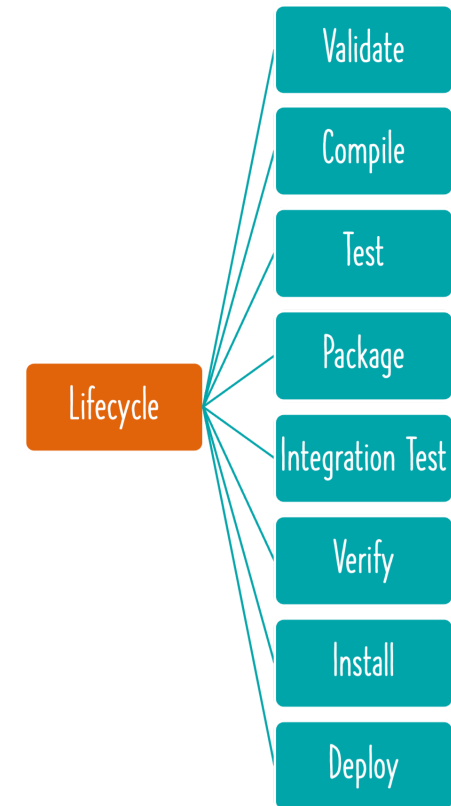 Validate
Compile
Test
Package
Lifecycle
Integration Test
Verify
Install
Deploy